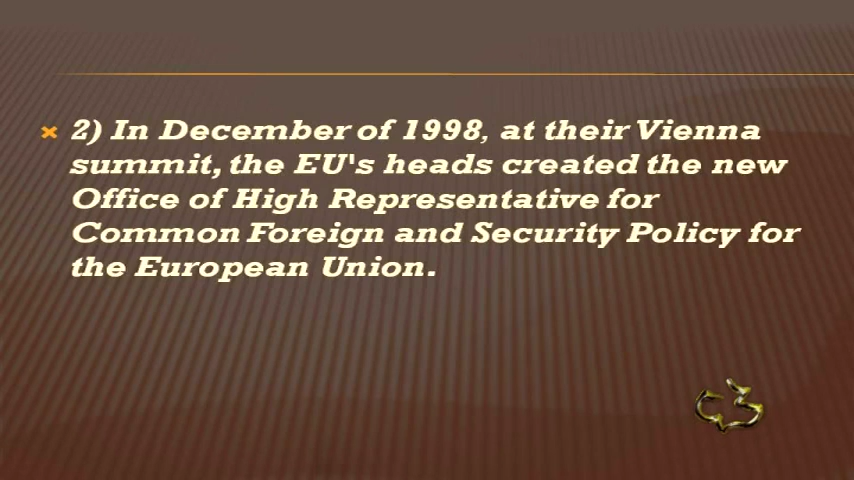 2) In December of 1998, at their Vienna
summit, the EU's heads created the new
Office of High Representative for
Common Foreign and Security Policy for
the European Union.